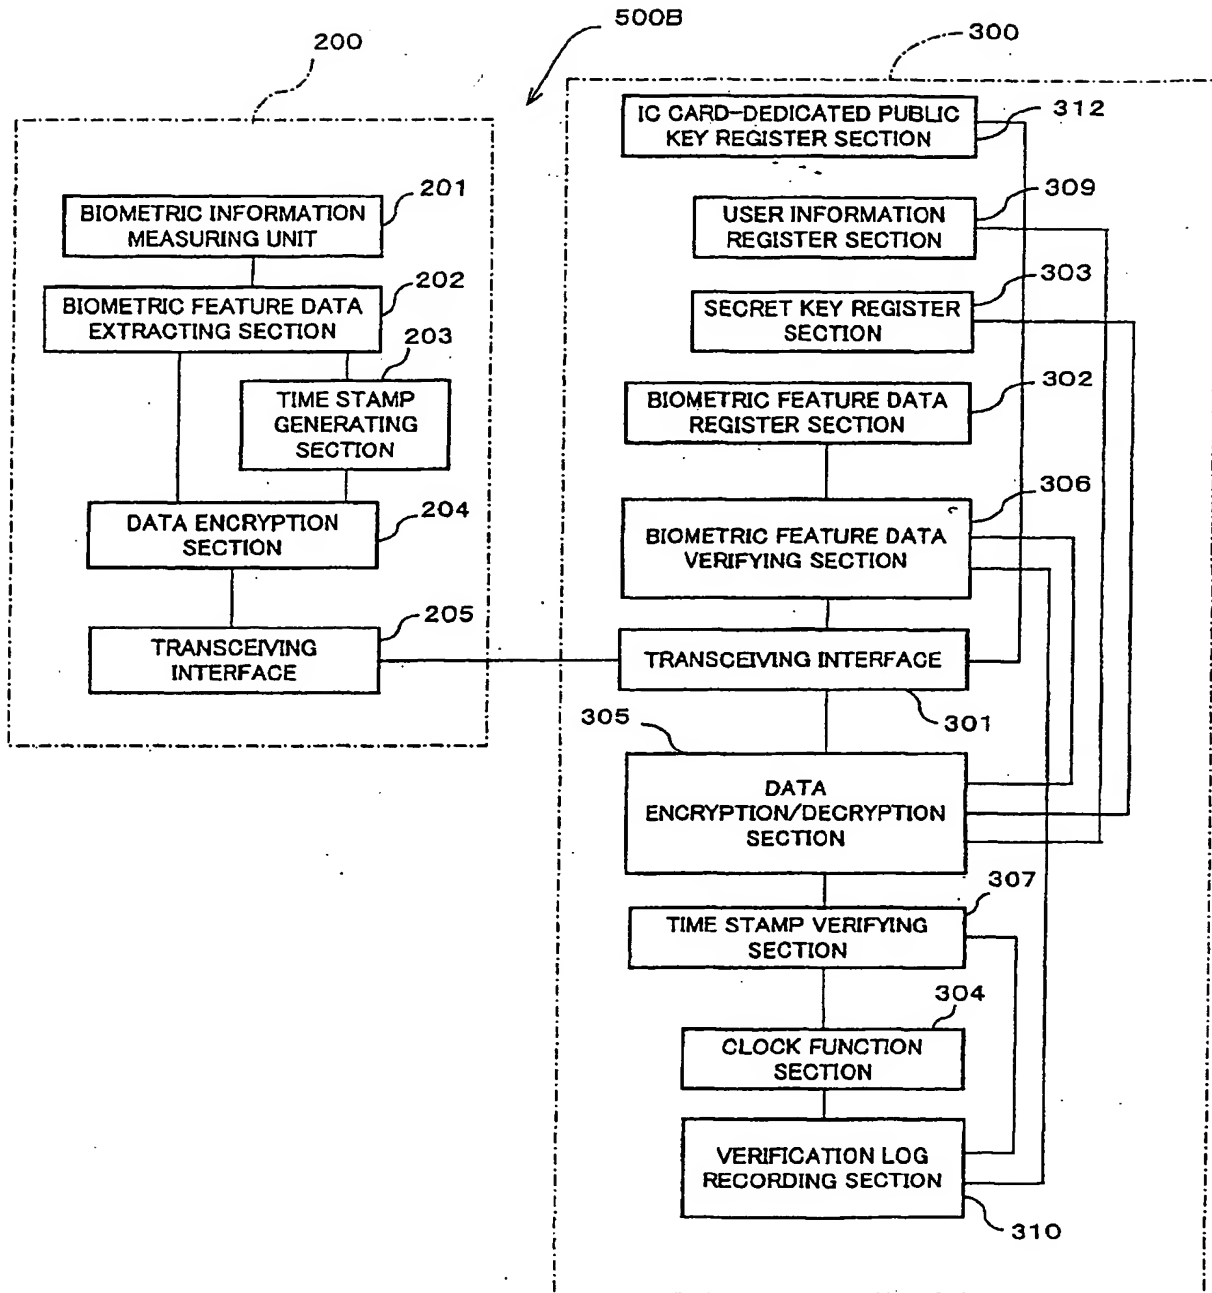 500B
200
300
IC CARD-DEDICATED PUBLIC
KEY REGISTER SECTION
312
201
BIOMETRIC INFORMATION
MEASURING UNIT
309
USER INFORMATION
REGISTER SECTION
202
BIOMETRIC FEATURE DATA
EXTRACTING SECTION
303
SECRET KEY REGISTER
SECTION
203
TIME STAMP
GENERATING
SECTION
302
BIOMETRIC FEATURE DATA
REGISTER SECTION
204
DATA ENCRYPTION
SECTION
306
BIOMETRIC FEATURE DATA
VERIFYING SECTION
205
TRANSCEIVING
INTERFACE
TRANSCEIVING INTERFACE
301
305
DATA
ENCRYPTION/DECRYPTION
SECTION
307
TIME STAMP VERIFYING
SECTION
304
CLOCK FUNCTION
SECTION
VERIFICATION LOG
RECORDING SECTION
310